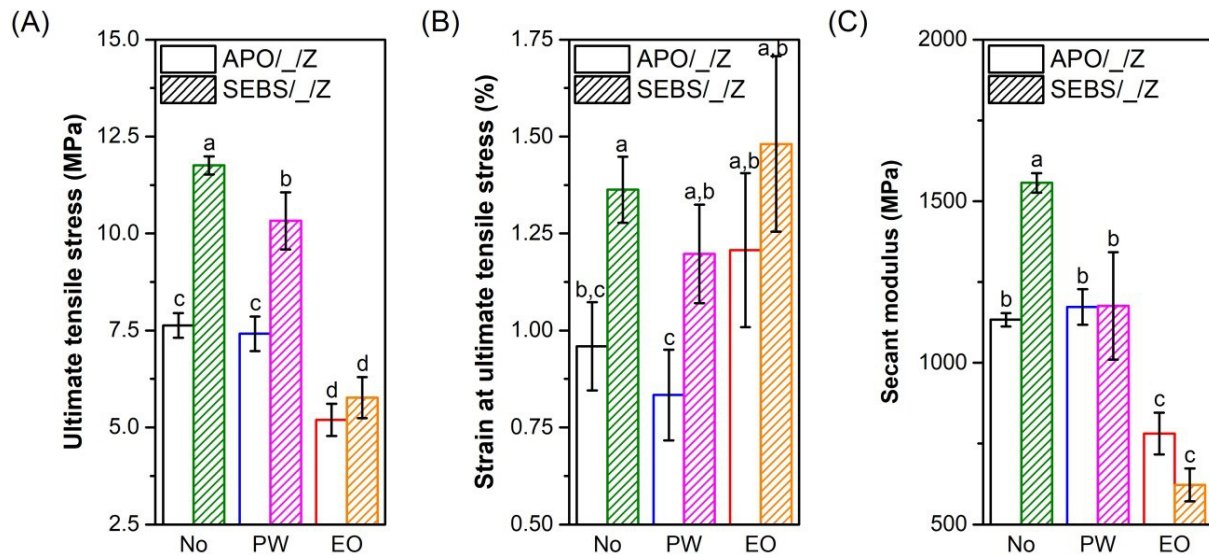 (A)
Ultimate tensile stress (MPa)
15.0
12.5
10.0
7.5
5.0
2.5
APO/_/Z
SEBS/_/Z
c
a
c
b
d
d
No PW EO
(B)
Strain at ultimate tensile stress (%)
1.75
1.50
1.25
1.00
0.75
0.50
APO/_/Z
SEBS/_/Z
b,c
a
c
a,b
a,b
a,b
No PW EO
(C)
Secant modulus (MPa)
2000
1500
1000
500
APO/_/Z
SEBS/_/Z
b
a
b
b
c
c
No PW EO